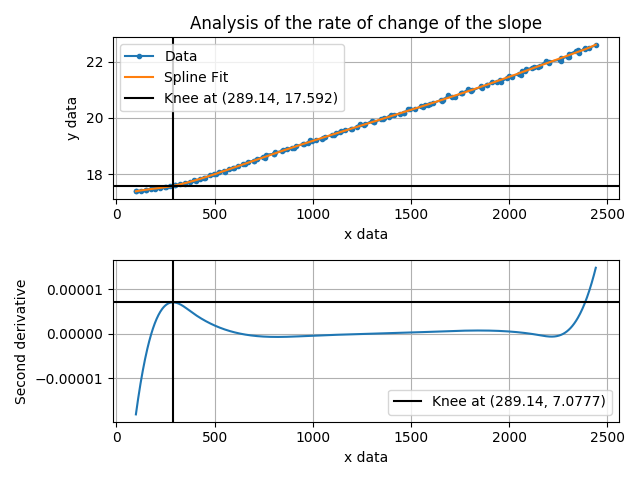 Analysis of the rate of change of the slope
Data
Spline Fit
Knee at (289.14, 17.592)
22
20
18
y data
0
500
1000
1500
2000
2500
x data
0.00001
0.00000
−0.00001
Second derivative
Knee at (289.14, 7.0777)
0
500
1000
1500
2000
2500
x data